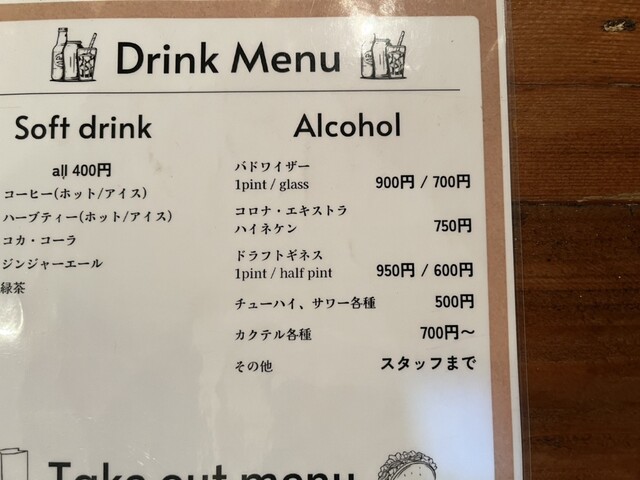 Drink Menu
Soft drink
all 400円
コーヒー(ホット/アイス)
ハーブティー(ホット/アイス)
コカ・コーラ
ジンジャーエール
緑茶
Alcohol
バドワイザー
1pint / glass 900円 / 700円
コロナ・エキストラ
ハイネケン 750円
ドラフトギネス
1pint / half pint 950円 / 600円
チューハイ、サワー各種 500円
カクテル各種 700円〜
その他 スタッフまで
Take out menu